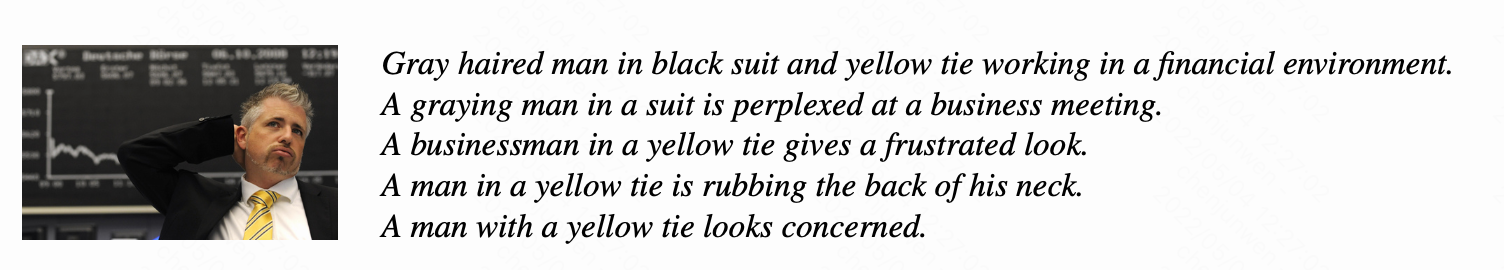 Deutsche Börse 06.10.2008
Gray haired man in black suit and yellow tie working in a financial environment.
A graying man in a suit is perplexed at a business meeting.
A businessman in a yellow tie gives a frustrated look.
A man in a yellow tie is rubbing the back of his neck.
A man with a yellow tie looks concerned.